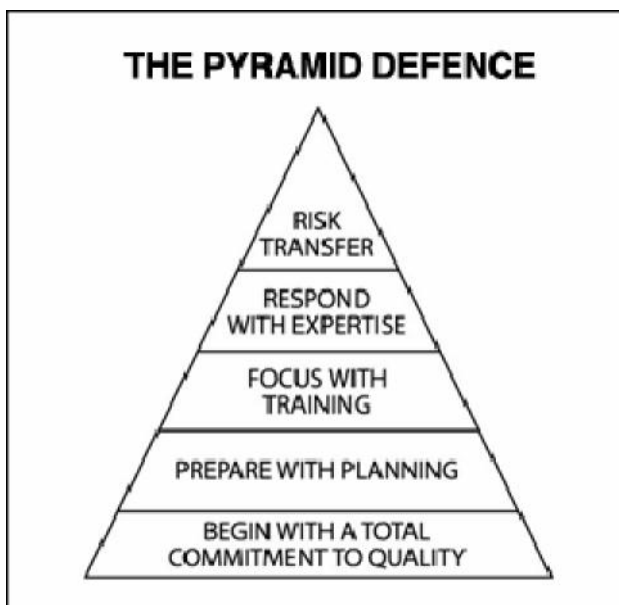 THE PYRAMID DEFENCE
RISK
TRANSFER
RESPOND
WITH EXPERTISE
FOCUS WITH
TRAINING
PREPARE WITH PLANNING
BEGIN WITH A TOTAL
COMMITMENT TO QUALITY